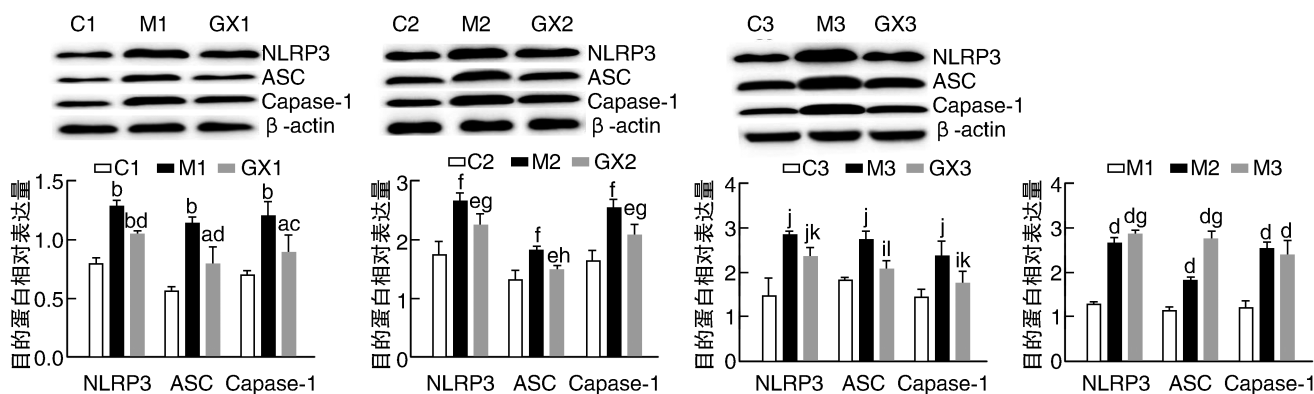 C1 M1 GX1
NLRP3
ASC
Capase-1
β-actin
C1 M1 GX1
目的蛋白相对表达量
1.5
1.0
0.5
0.0
b bd b ad b ac
NLRP3 ASC Capase-1
C2 M2 GX2
NLRP3
ASC
Capase-1
β-actin
C2 M2 GX2
目的蛋白相对表达量
3
2
1
0
f eg f eh f eg
NLRP3 ASC Capase-1
C3 M3 GX3
NLRP3
ASC
Capase-1
β-actin
C3 M3 GX3
目的蛋白相对表达量
4
3
2
1
0
j jk j il j ik
NLRP3 ASC Capase-1
M1 M2 M3
目的蛋白相对表达量
4
3
2
1
0
d dg d dg d d
NLRP3 ASC Capase-1